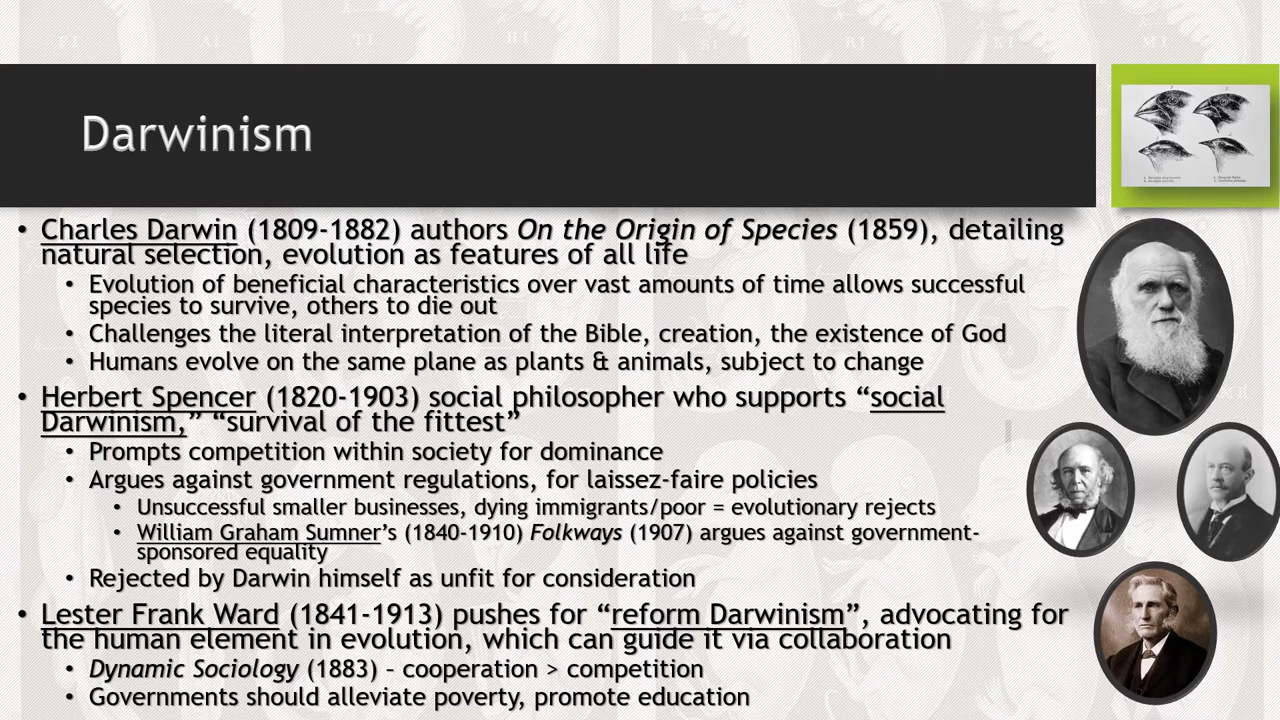 Darwinism
• Charles Darwin (1809-1882) authors On the Origin of Species (1859), detailing
natural selection, evolution as features of all life
• Evolution of beneficial characteristics over vast amounts of time allows successful
species to survive, others to die out
• Challenges the literal interpretation of the Bible, creation, the existence of God
• Humans evolve on the same plane as plants & animals, subject to change
• Herbert Spencer (1820-1903) social philosopher who supports “social
Darwinism,” “survival of the fittest”
• Prompts competition within society for dominance
• Argues against government regulations, for laissez-faire policies
• Unsuccessful smaller businesses, dying immigrants/poor = evolutionary rejects
• William Graham Sumner’s (1840-1910) Folkways (1907) argues against government-
sponsored equality
• Rejected by Darwin himself as unfit for consideration
• Lester Frank Ward (1841-1913) pushes for “reform Darwinism”, advocating for
the human element in evolution, which can guide it via collaboration
• Dynamic Sociology (1883) – cooperation > competition
• Governments should alleviate poverty, promote education